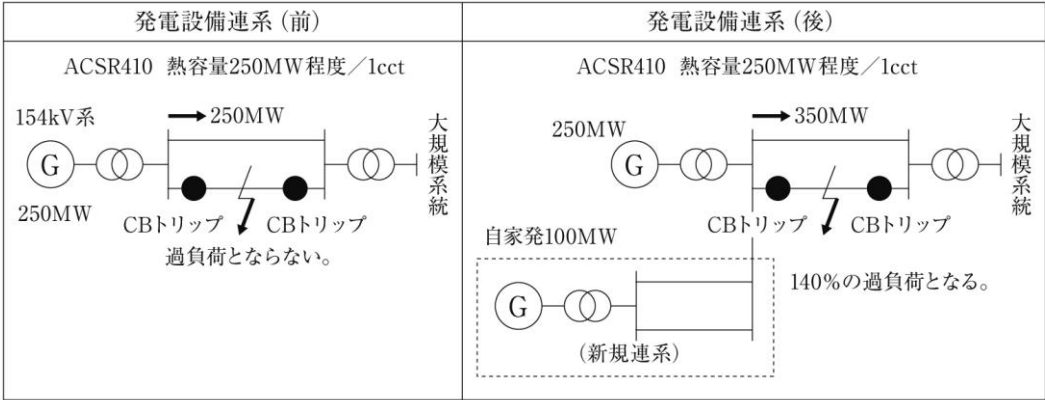 発電設備連系(前)
発電設備連系(後)
ACSR410 熱容量250MW程度/1cct
154kV系
250MW
G
250MW
CBトリップ
CBトリップ
過負荷とならない。
大規模系統
ACSR410 熱容量250MW程度/1cct
250MW
350MW
G
CBトリップ
CBトリップ
大規模系統
自家発100MW
140%の過負荷となる。
G
(新規連系)